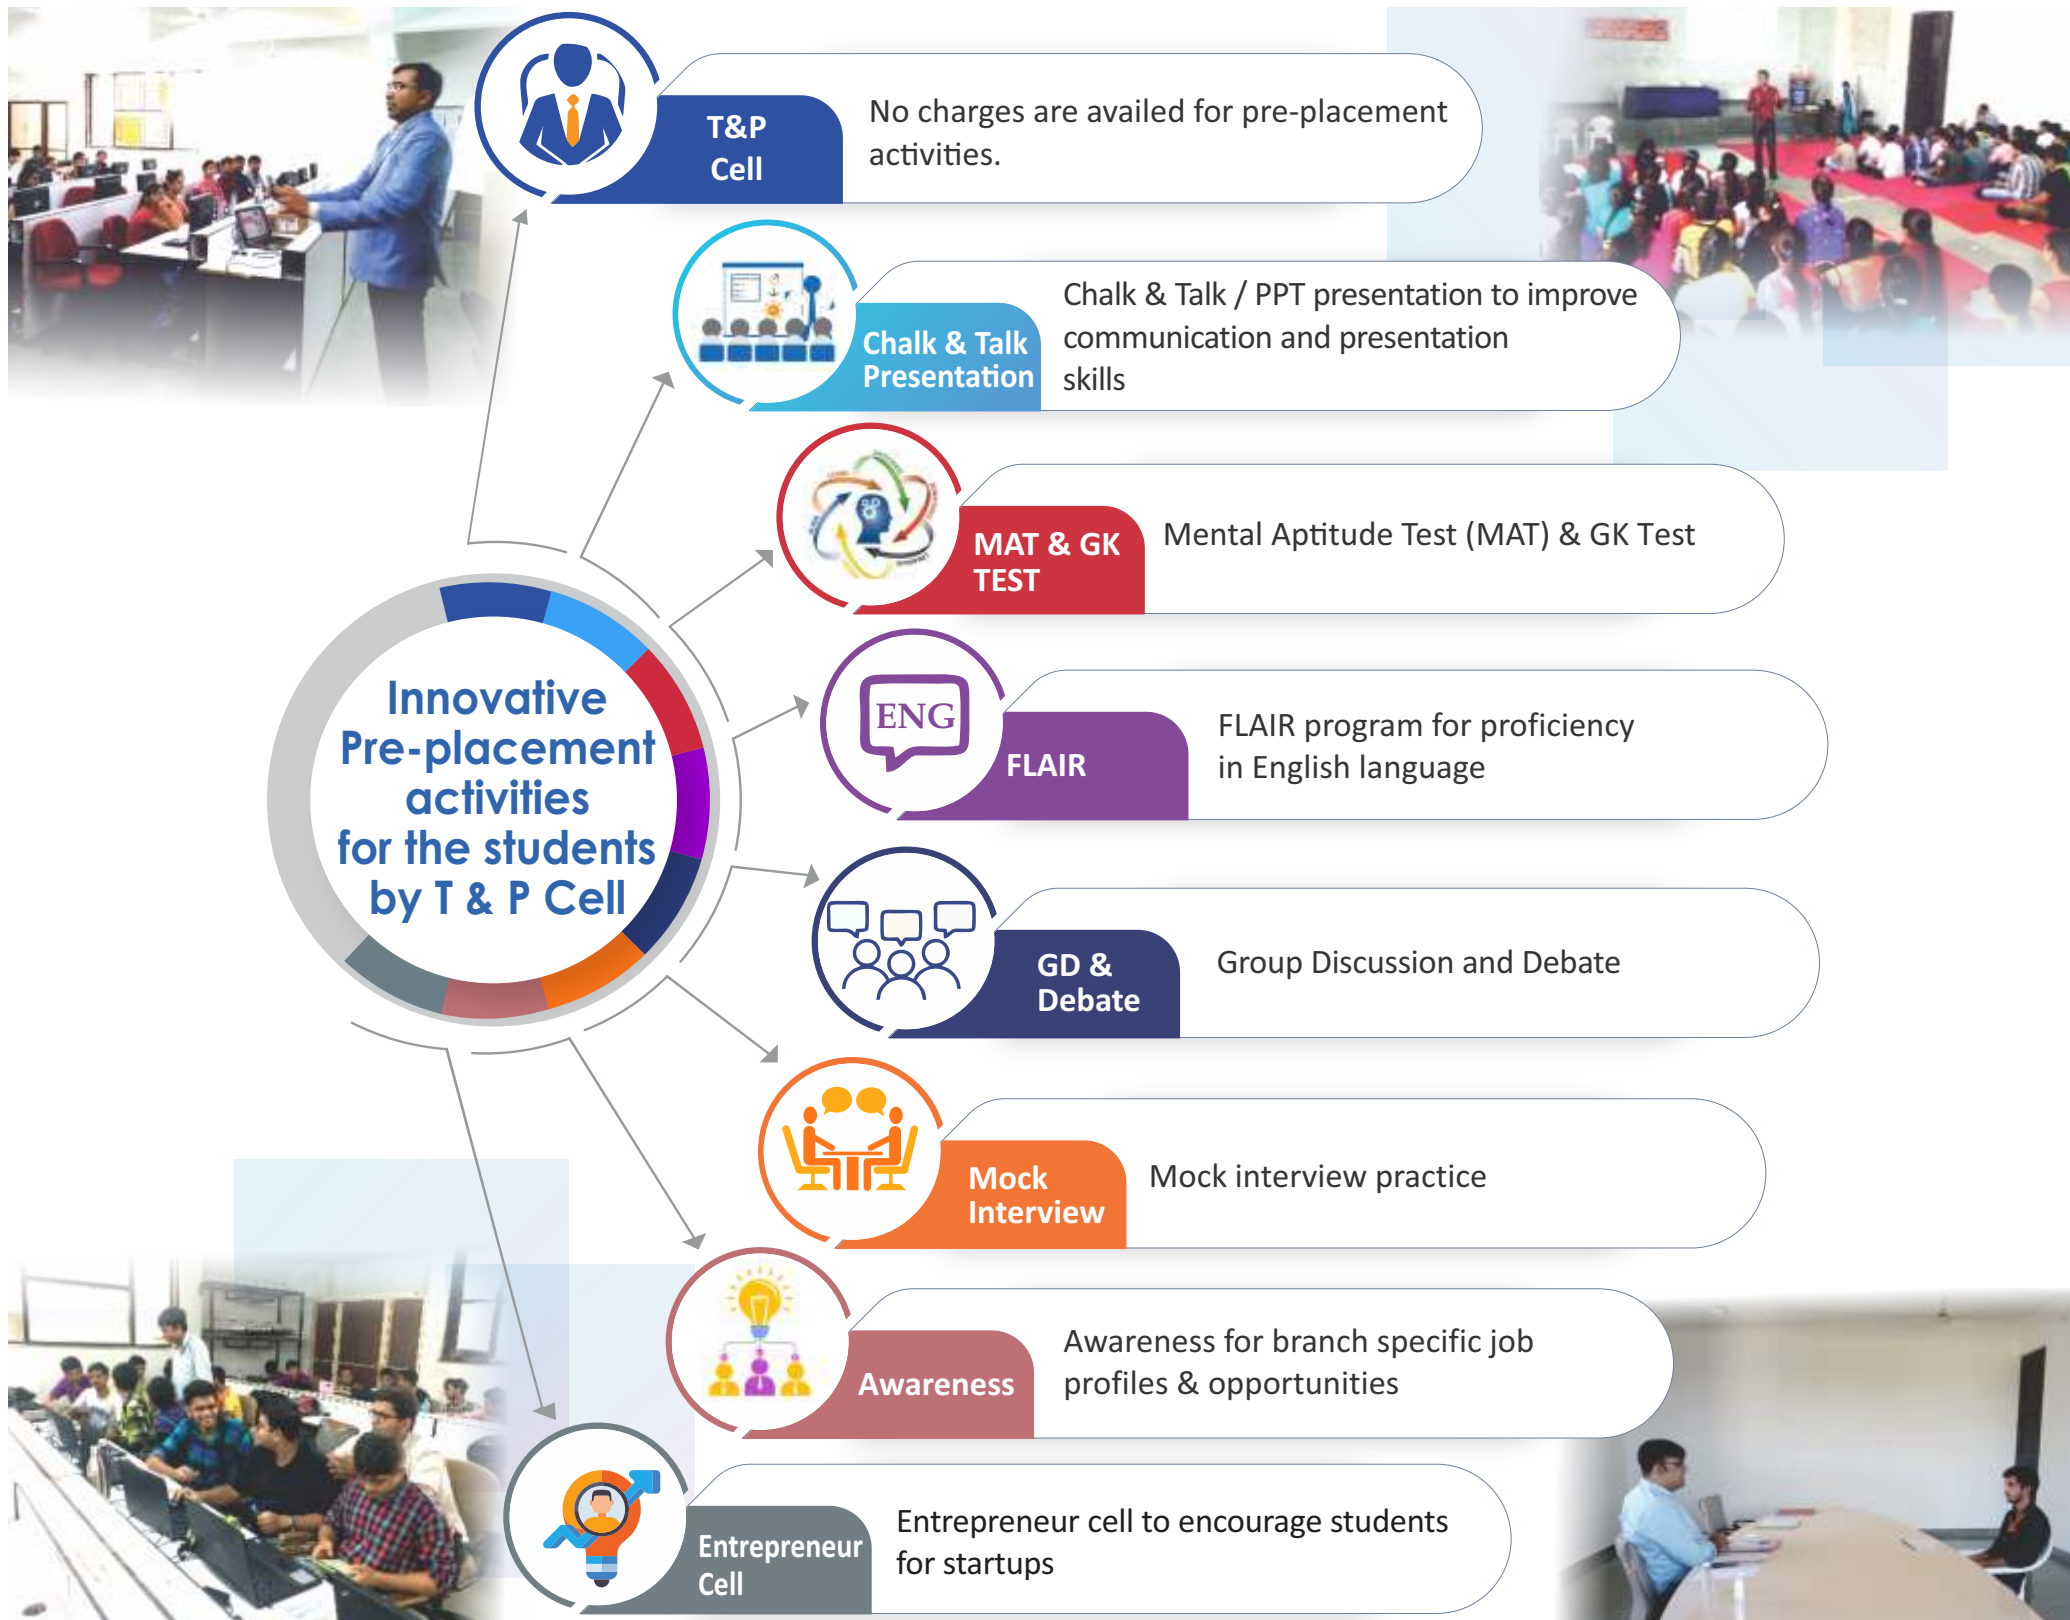 T&P
Cell
No charges are availed for pre-placement
activities.
Chalk & Talk
Presentation
Chalk & Talk / PPT presentation to improve
communication and presentation
skills
MAT & GK
TEST
Mental Aptitude Test (MAT) & GK Test
Innovative
Pre-placement
activities
for the students
by T & P Cell
ENG
FLAIR
FLAIR program for proficiency
in English language
GD &
Debate
Group Discussion and Debate
Mock
Interview
Mock interview practice
Awareness
Awareness for branch specific job
profiles & opportunities
Entrepreneur
Cell
Entrepreneur cell to encourage students
for startups